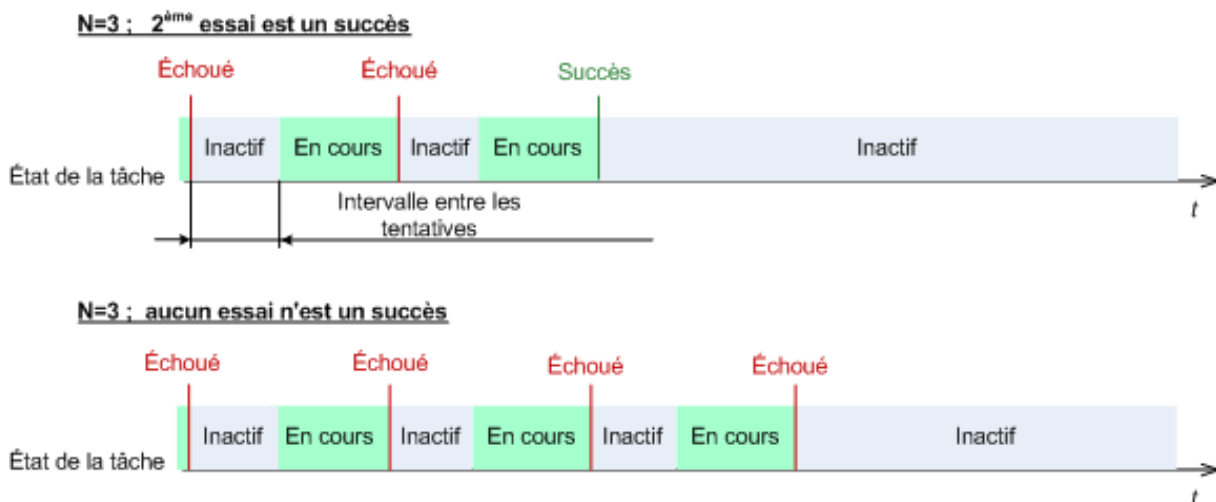 N=3 ; 2ème essai est un succès
Échoué Échoué Succès
Inactif En cours Inactif En cours Inactif
État de la tâche
t
Intervalle entre les
tentatives
N=3 ; aucun essai n'est un succès
Échoué Échoué Échoué Échoué
Inactif En cours Inactif En cours Inactif En cours Inactif
État de la tâche
t